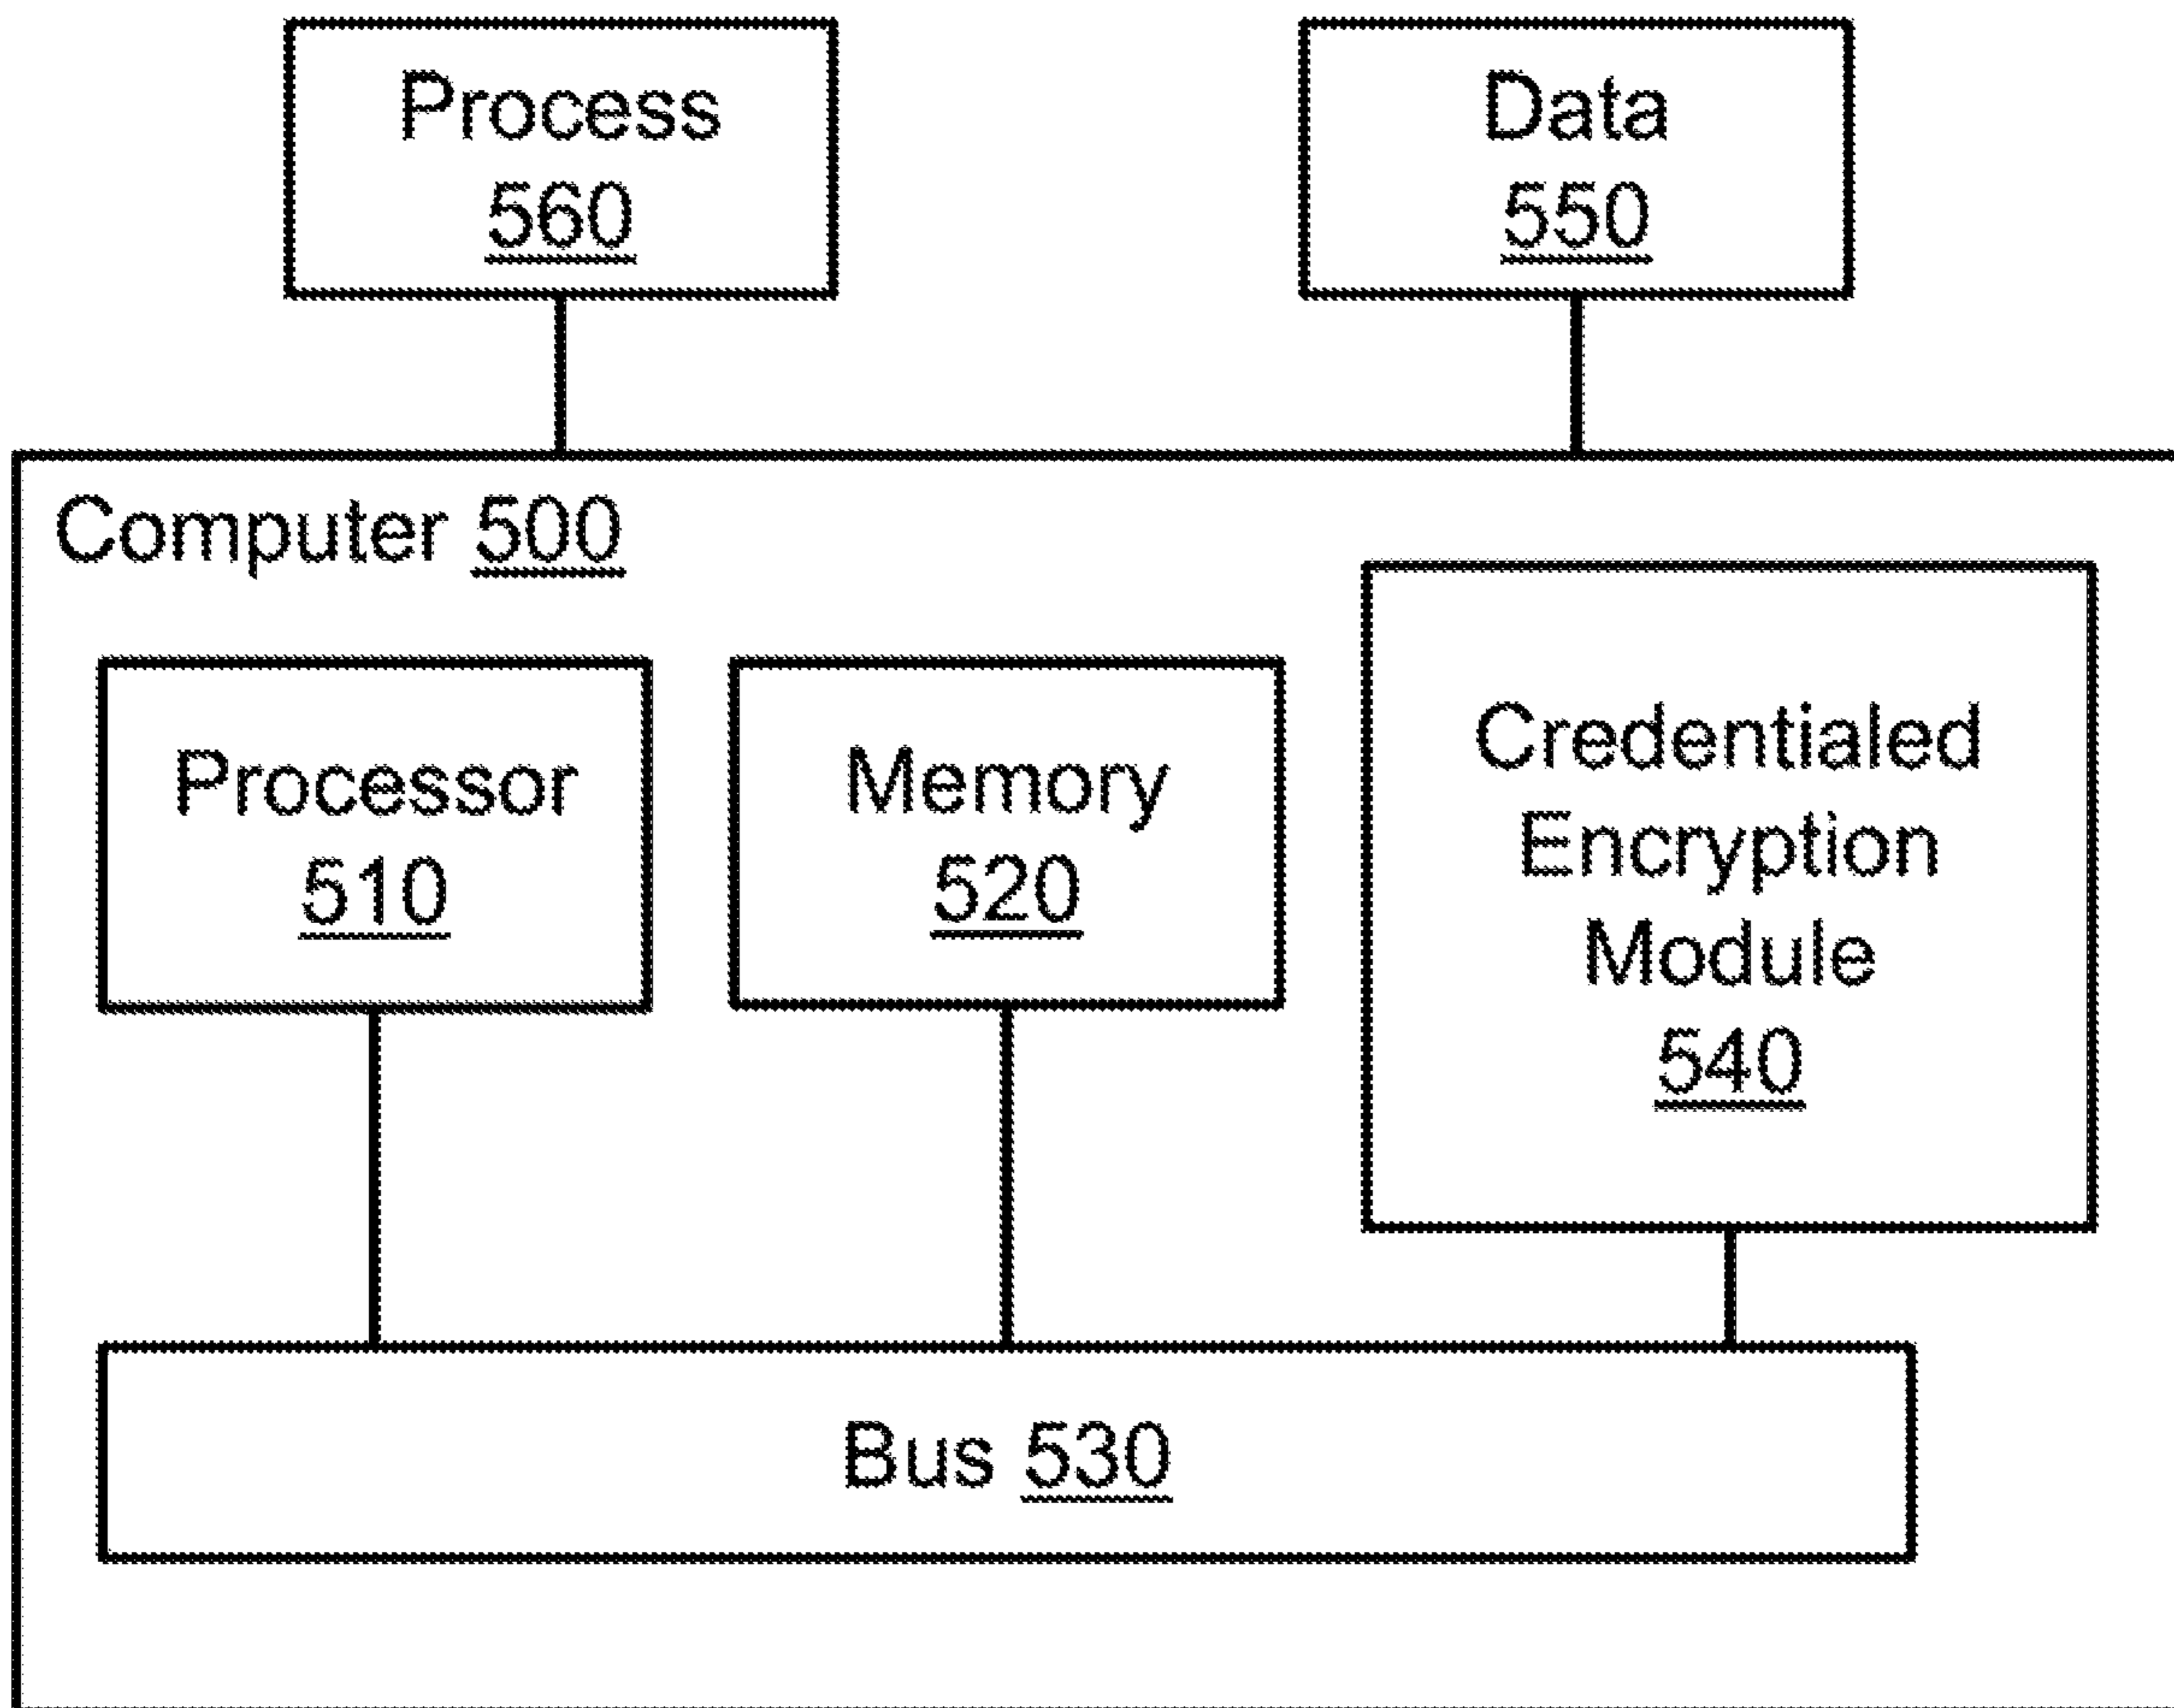 Process
560
Data
550
Computer 500
Processor
510
Memory
520
Credentialed
Encryption
Module
540
Bus 530